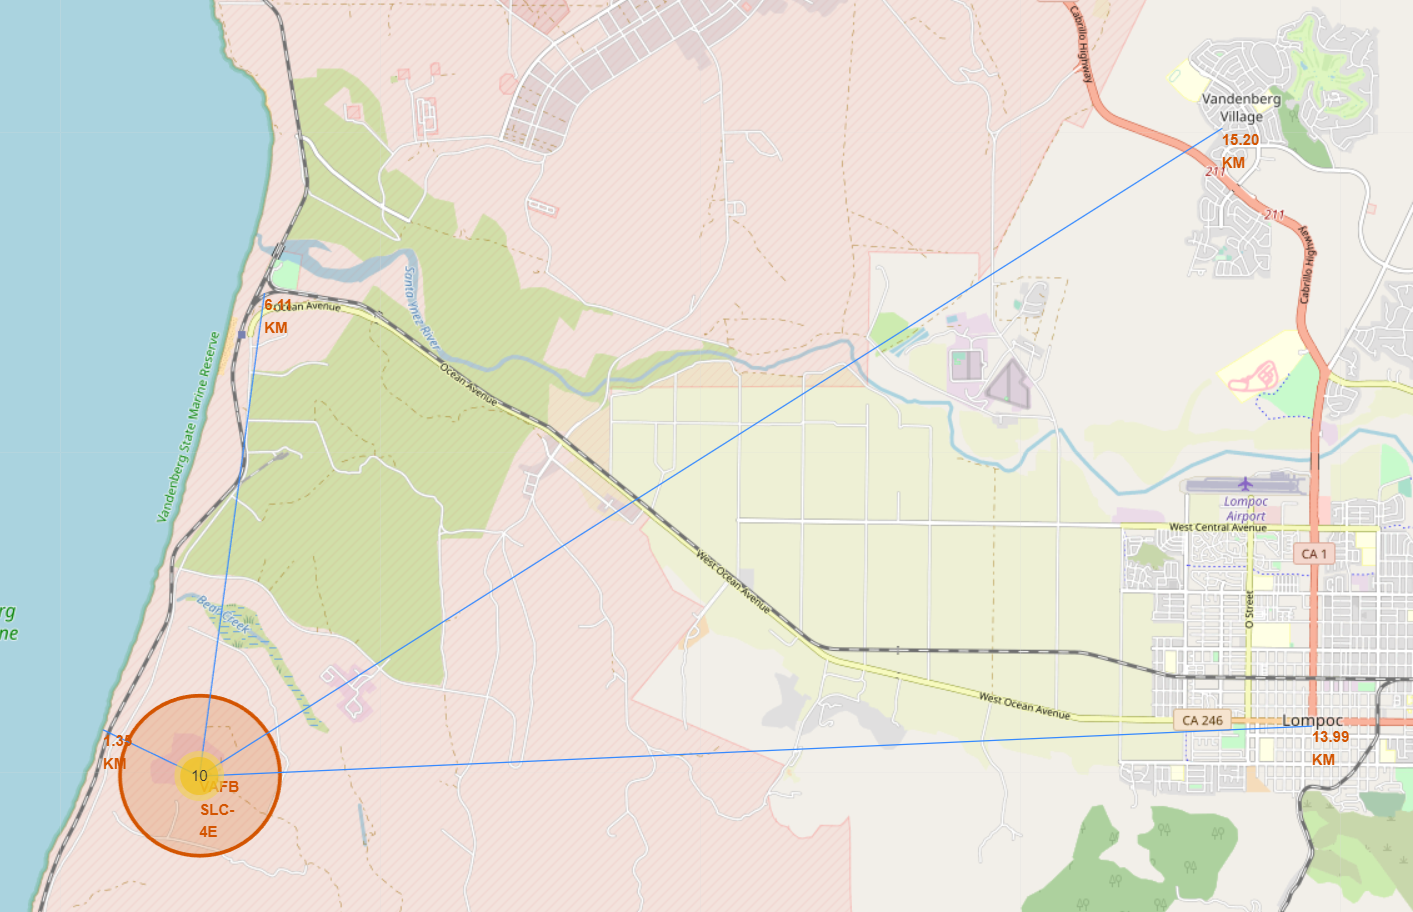 Cabrillo Highway
Vandenberg
Village
15.20
KM
211
211
Cabrillo Highway
Santa Ynez River
6.11
KM
Ocean Avenue
Ocean Avenue
Vandenberg State Marine Reserve
Lompoc
Airport
West Central Avenue
CA 1
West Ocean Avenue
O Street
Bear Creek
rg
ne
West Ocean Avenue
CA 246
Lompoc
13.99
KM
KM
10
VAFB
SLC-
4E